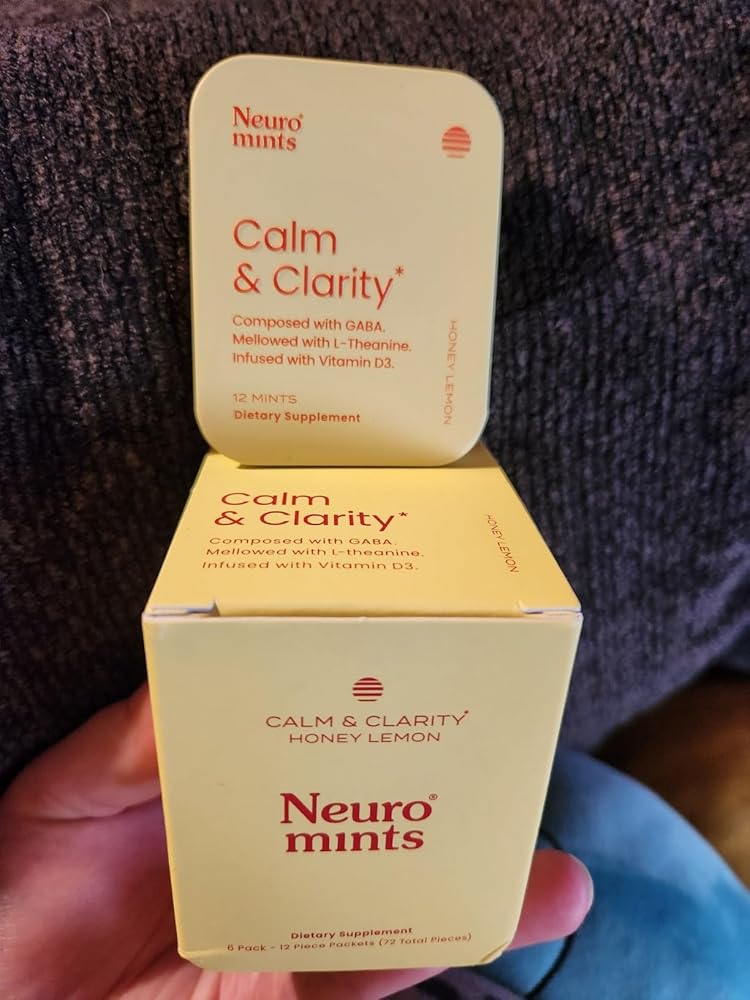 Neuro®
mints
Calm
& Clarity*
Composed with GABA.
Mellowed with L-Theanine.
Infused with Vitamin D3.
12 MINTS
Dietary Supplement
HONEY LEMON
Calm
& Clarity*
Composed with GABA.
Mellowed with L-theanine.
Infused with Vitamin D3.
HONEY LEMON
CALM & CLARITY*
HONEY LEMON
Neuro®
mints
Dietary Supplement
6 Pack - 12 Piece Packets (72 Total Pieces)